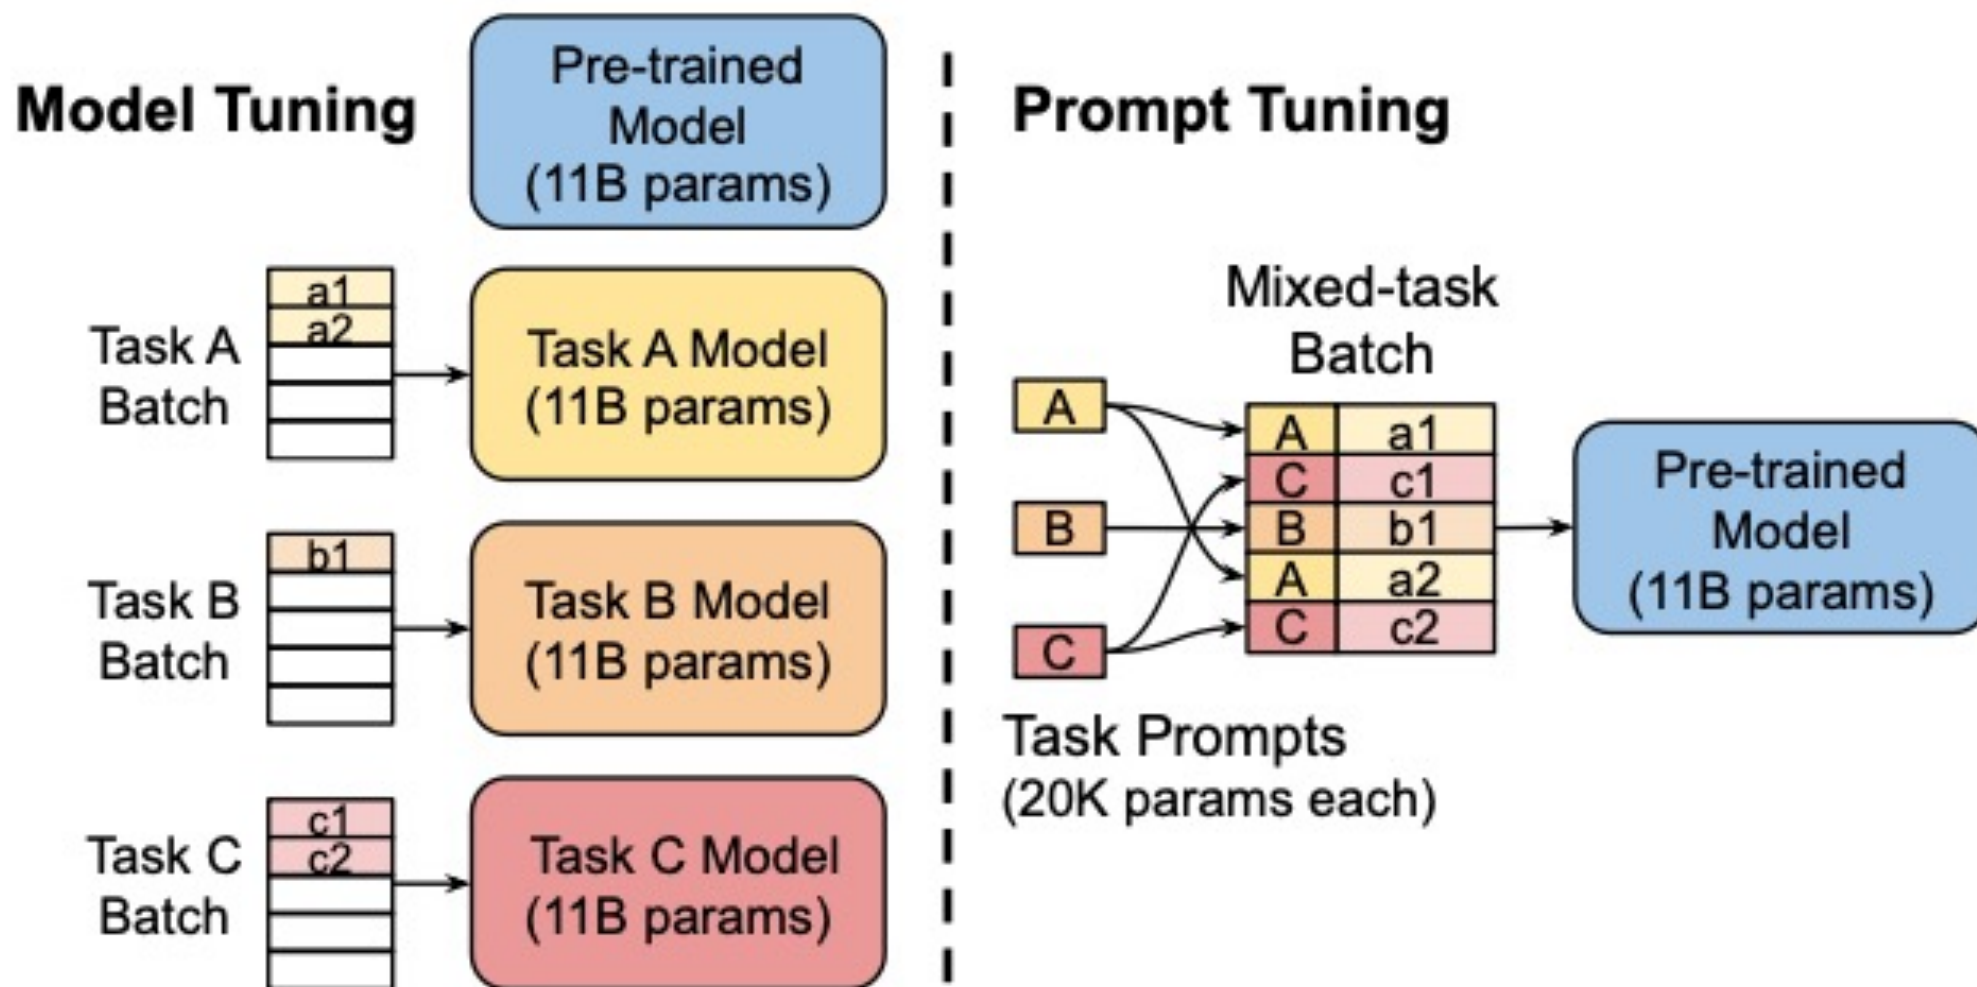 Model Tuning
Pre-trained
Model
(11B params)
Task A
Batch
a1
a2
Task A Model
(11B params)
Task B
Batch
b1
Task B Model
(11B params)
Task C
Batch
c1
c2
Task C Model
(11B params)
Prompt Tuning
Mixed-task
Batch
A
B
C
A a1
C c1
B b1
A a2
C c2
Task Prompts
(20K params each)
Pre-trained
Model
(11B params)